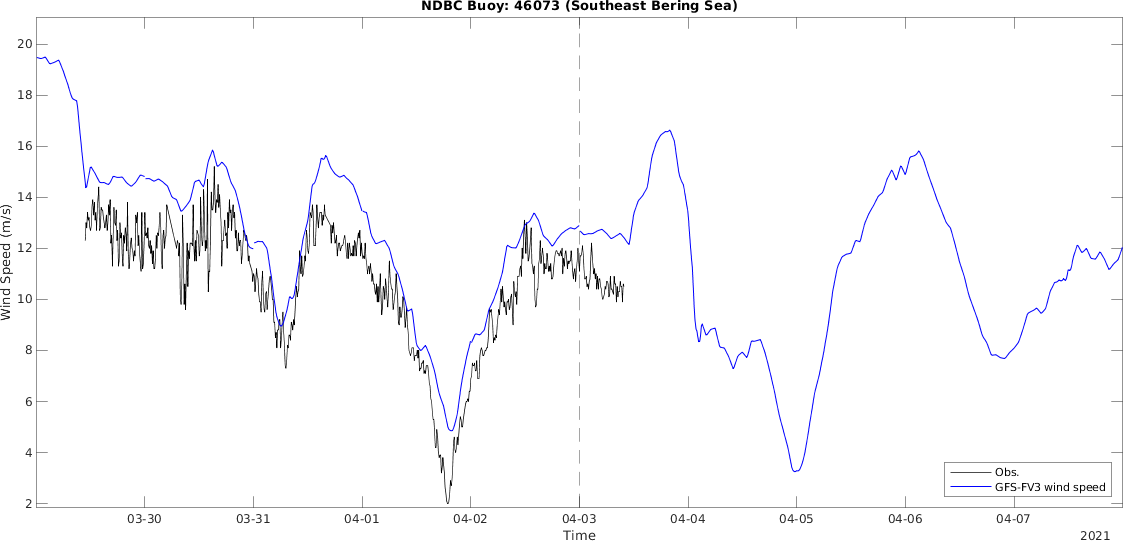 NDBC Buoy: 46073 (Southeast Bering Sea)
20
18
16
14
12
10
8
6
4
2
Wind Speed (m/s)
Obs.
GFS-FV3 wind speed
03-30 03-31 04-01 04-02 04-03 04-04 04-05 04-06 04-07
Time
2021